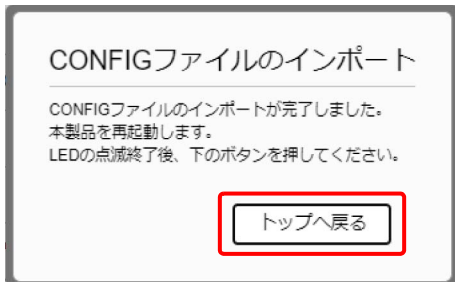 CONFIGファイルのインポート
CONFIGファイルのインポートが完了しました。
本製品を再起動します。
LEDの点滅終了後、下のボタンを押してください。
トップへ戻る